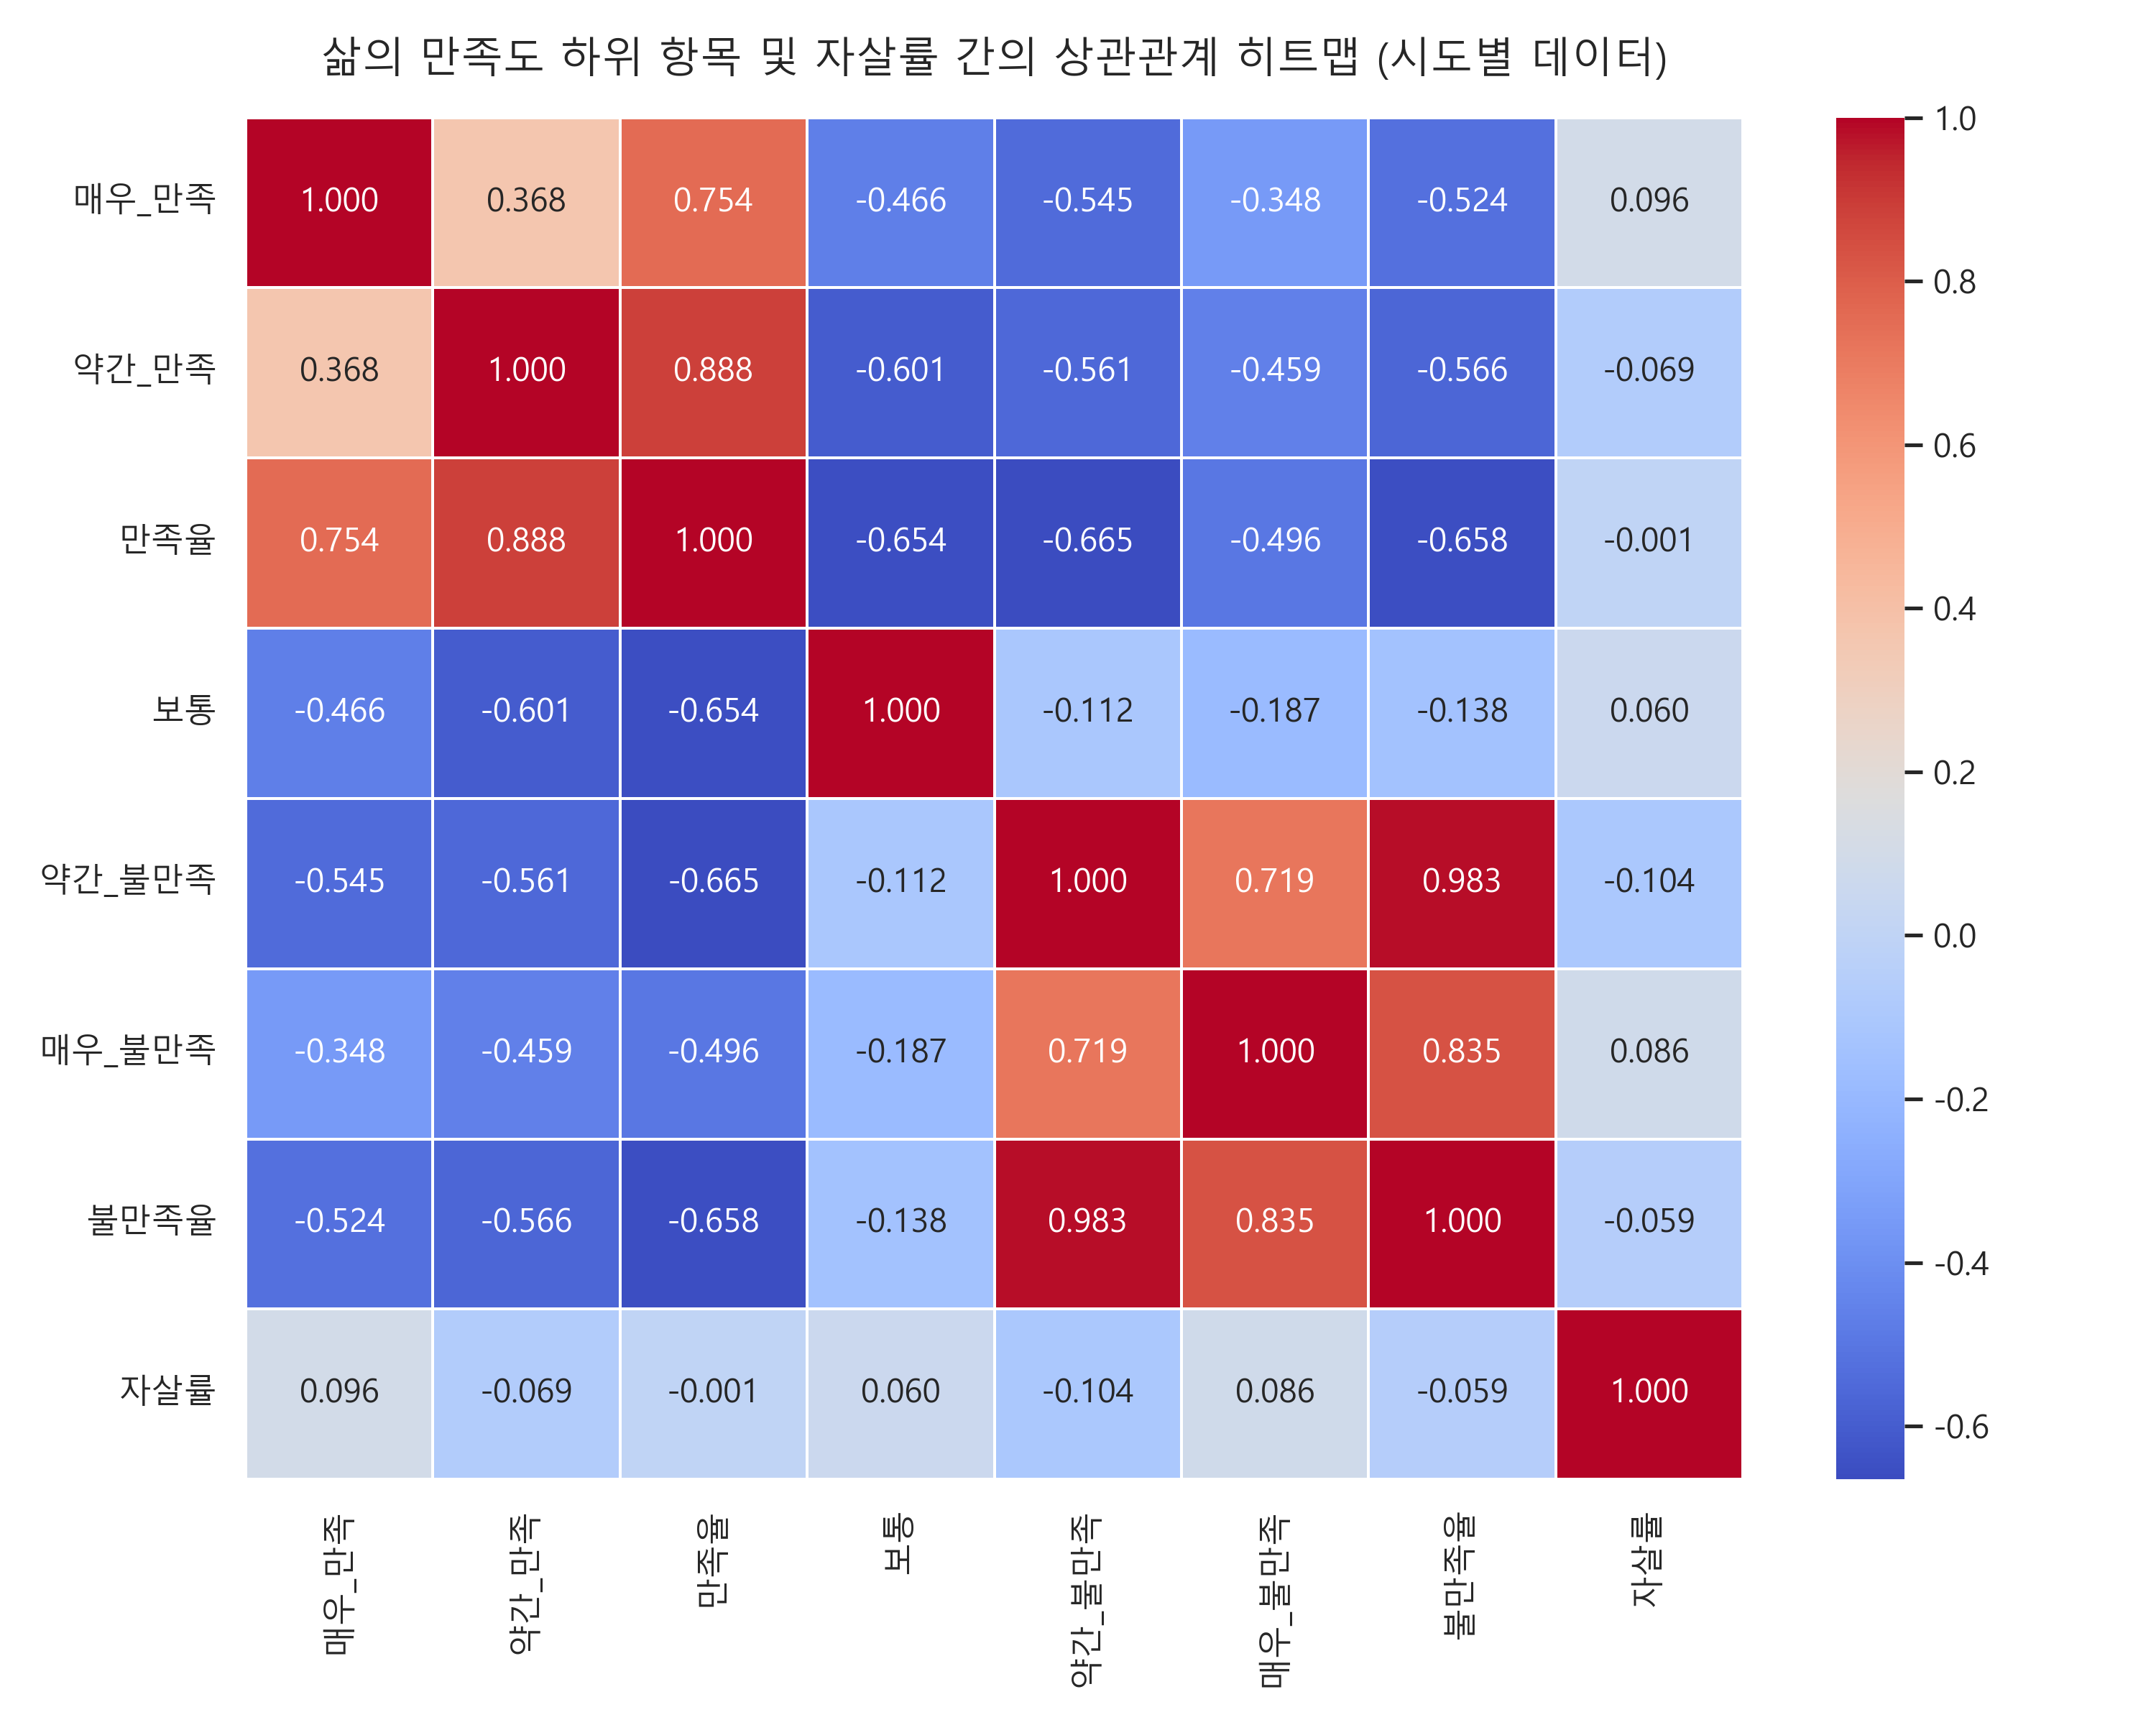 삶의 만족도 하위 항목 및 자살률 간의 상관관계 히트맵 (시도별 데이터)
매우_만족 1.000 0.368 0.754 -0.466 -0.545 -0.348 -0.524 0.096
약간_만족 0.368 1.000 0.888 -0.601 -0.561 -0.459 -0.566 -0.069
만족율 0.754 0.888 1.000 -0.654 -0.665 -0.496 -0.658 -0.001
보통 -0.466 -0.601 -0.654 1.000 -0.112 -0.187 -0.138 0.060
약간_불만족 -0.545 -0.561 -0.665 -0.112 1.000 0.719 0.983 -0.104
매우_불만족 -0.348 -0.459 -0.496 -0.187 0.719 1.000 0.835 0.086
불만족율 -0.524 -0.566 -0.658 -0.138 0.983 0.835 1.000 -0.059
자살률 0.096 -0.069 -0.001 0.060 -0.104 0.086 -0.059 1.000
매우_만족 약간_만족 만족율 보통 약간_불만족 매우_불만족 불만족율 자살률
1.0
0.8
0.6
0.4
0.2
0.0
-0.2
-0.4
-0.6